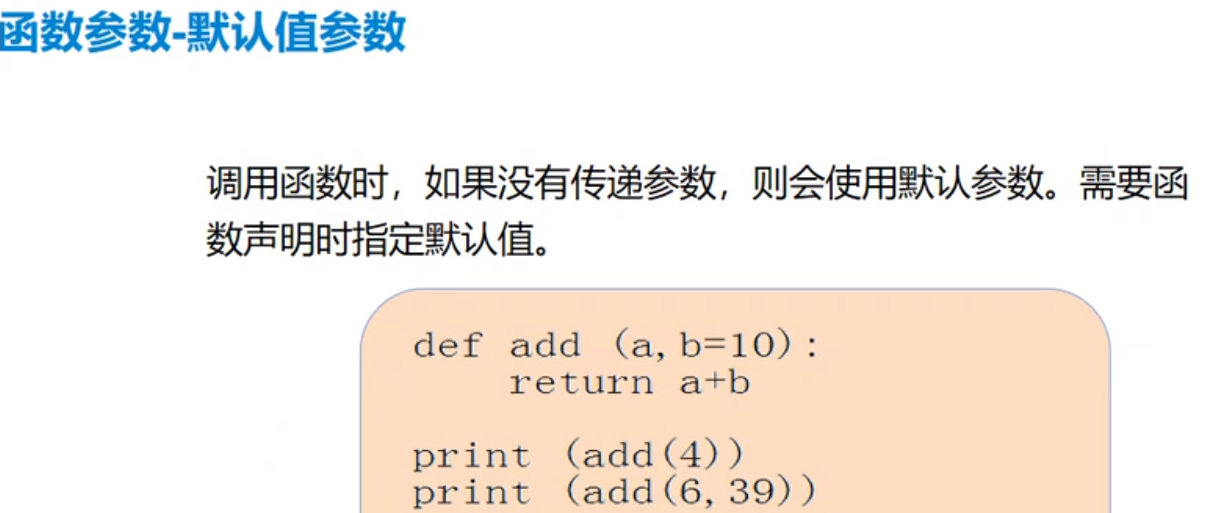 函数参数-默认值参数
调用函数时，如果没有传递参数，则会使用默认参数。需要函
数声明时指定默认值。
def add (a,b=10):
    return a+b
print (add(4))
print (add(6,39))